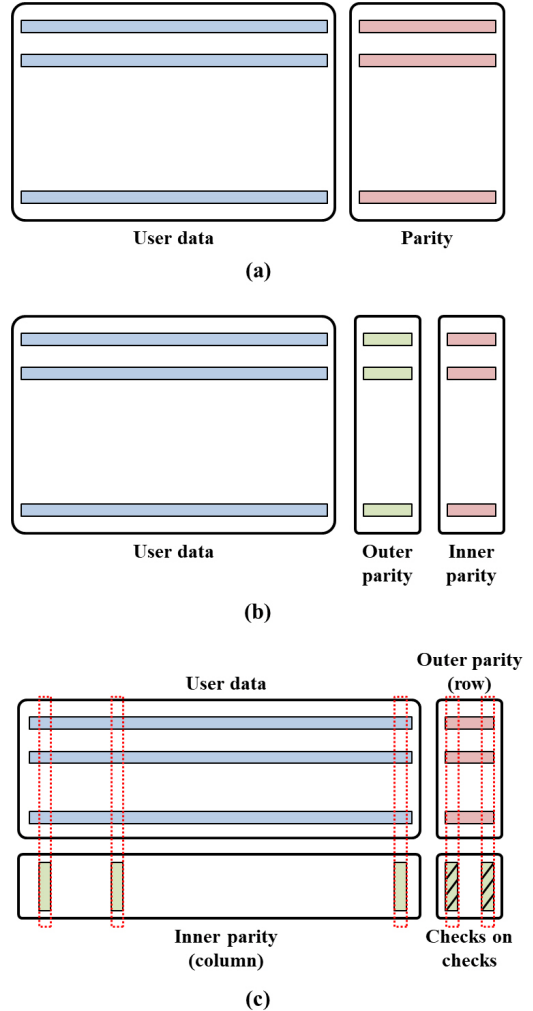 User data
Parity
(a)
User data
Outer
parity
Inner
parity
(b)
User data
Outer parity
(row)
Inner parity
(column)
Checks on
checks
(c)